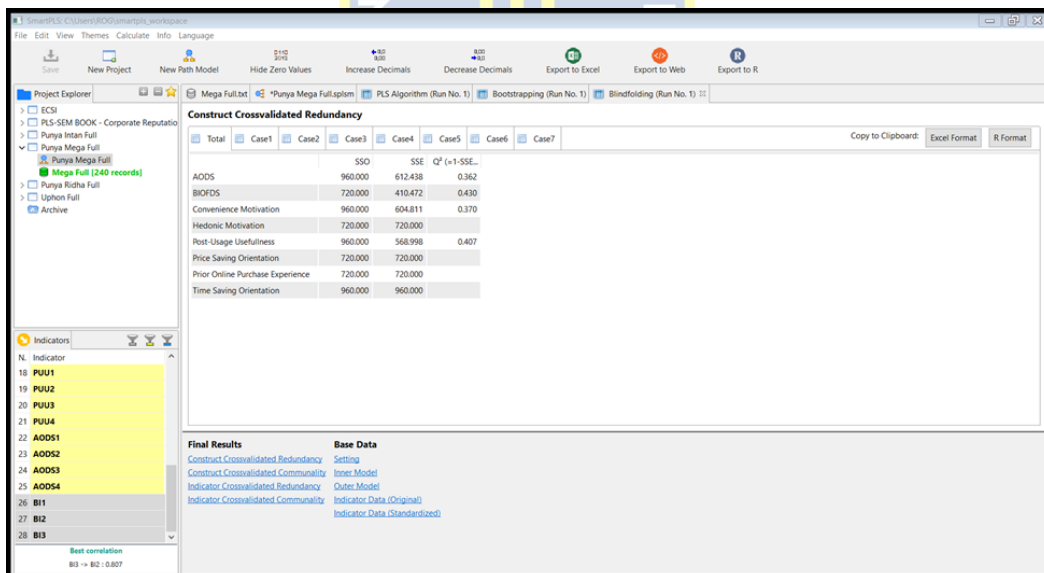 SmartPLS: C:\Users\ROG\smartpls_workspace
File Edit View Themes Calculate Info Language
Save New Project New Path Model Hide Zero Values Increase Decimals Decrease Decimals Export to Excel Export to Web Export to R
Project Explorer
ECSI
PLS-SEM BOOK - Corporate Reputatio
Punya Intan Full
Punya Mega Full
Punya Mega Full
Mega Full [240 records]
Punya Ridha Full
Uphon Full
Archive
Indicators
N. Indicator
18 PUU1
19 PUU2
20 PUU3
21 PUU4
22 AODS1
23 AODS2
24 AODS3
25 AODS4
26 BI1
27 BI2
28 BI3
Best correlation
BI3 -> BI2 : 0.807
Mega Full.txt *Punya Mega Full.splsm PLS Algorithm (Run No. 1) Bootstrapping (Run No. 1) Blindfolding (Run No. 1)
Construct Crossvalidated Redundancy
Total Case1 Case2 Case3 Case4 Case5 Case6 Case7 Copy to Clipboard: Excel Format R Format
SSO SSE Q² (=1-SSE...
AODS 960.000 612.438 0.362
BIOFDS 720.000 410.472 0.430
Convenience Motivation 960.000 604.811 0.370
Hedonic Motivation 720.000 720.000
Post-Usage Usefullness 960.000 568.998 0.407
Price Saving Orientation 720.000 720.000
Prior Online Purchase Experience 720.000 720.000
Time Saving Orientation 960.000 960.000
Final Results Base Data
Construct Crossvalidated Redundancy Setting
Construct Crossvalidated Communality Inner Model
Indicator Crossvalidated Redundancy Outer Model
Indicator Crossvalidated Communality Indicator Data (Original)
Indicator Data (Standardized)